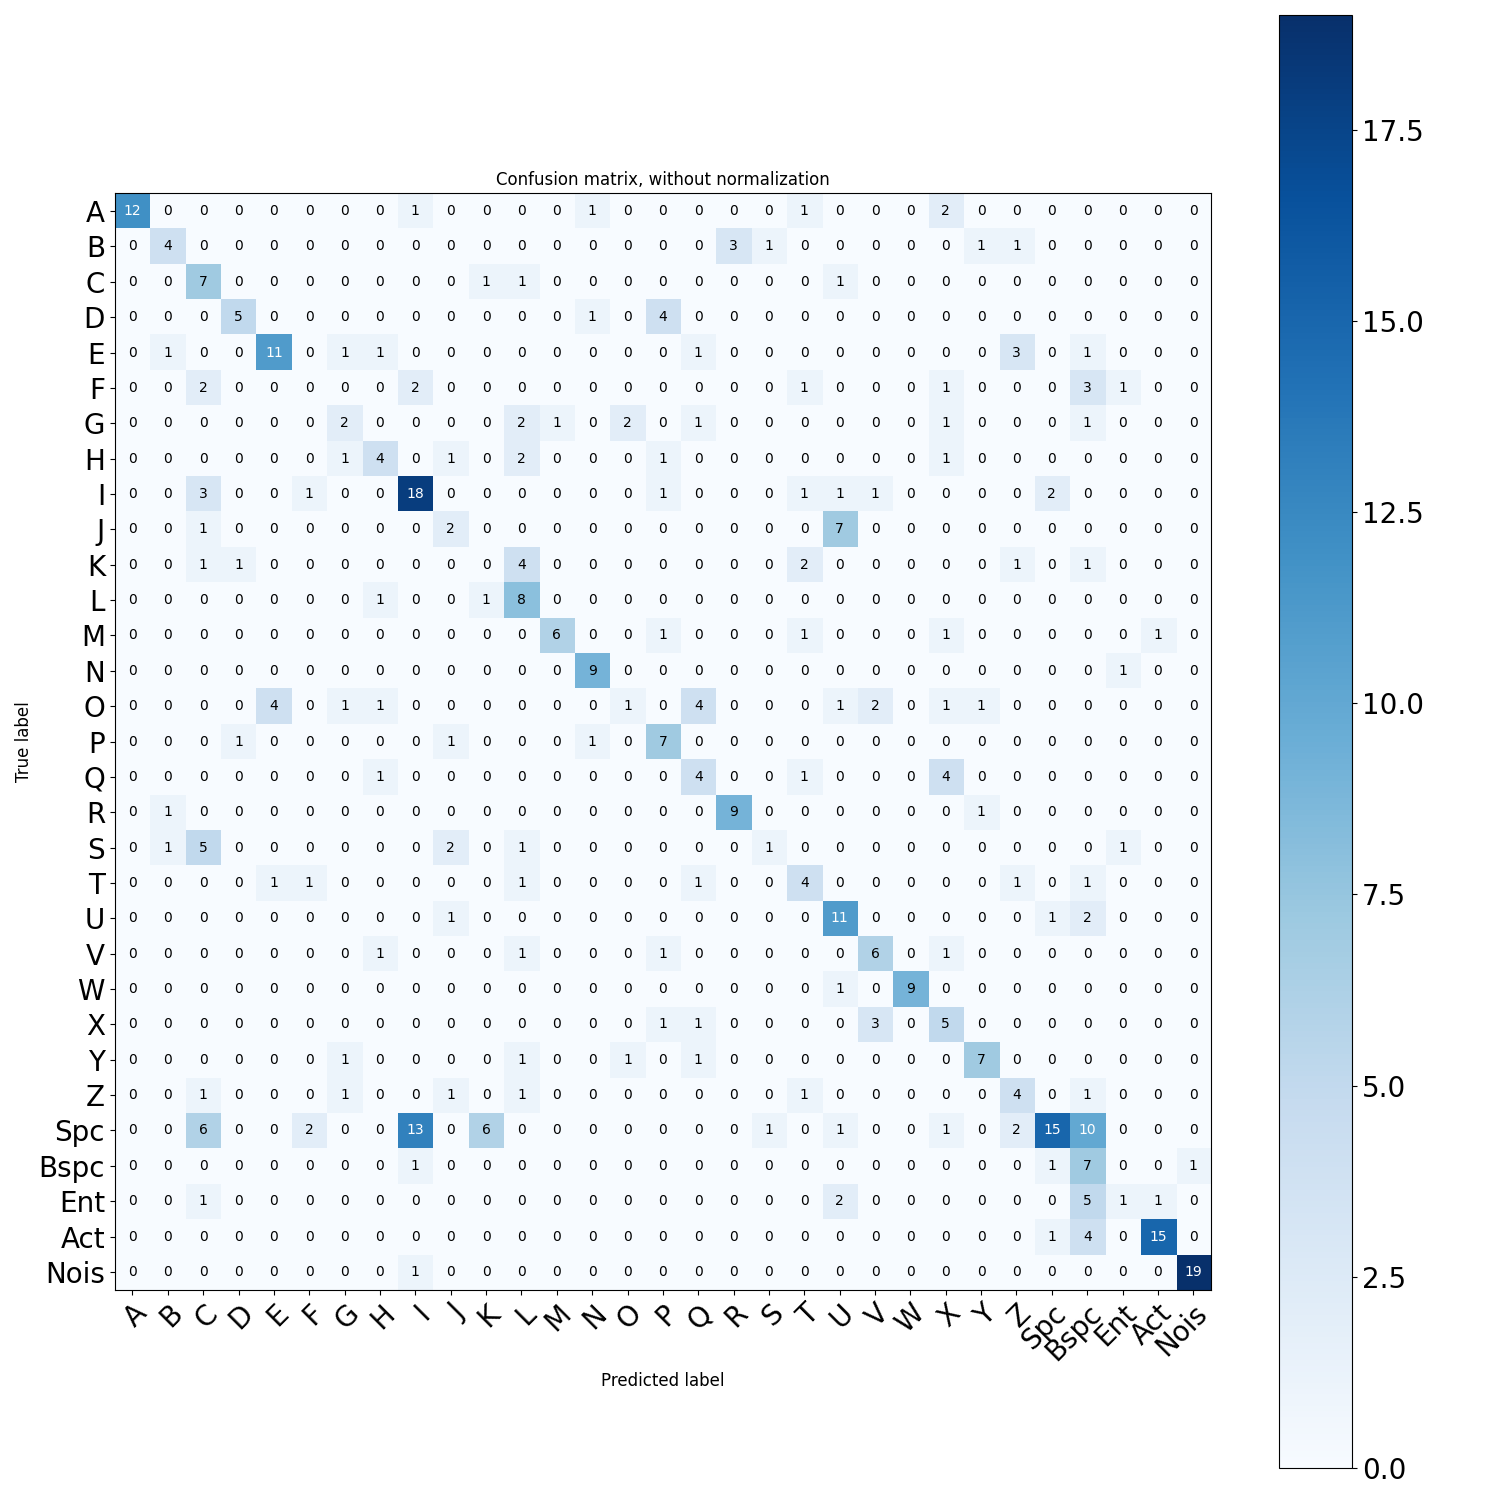 Confusion matrix, without normalization
A 12 0 0 0 0 0 0 0 1 0 0 0 0 1 0 0 0 0 0 1 0 0 0 2 0 0 0 0 0 0 0
B 0 4 0 0 0 0 0 0 0 0 0 0 0 0 0 0 0 3 1 0 0 0 0 0 1 1 0 0 0 0 0
C 0 0 7 0 0 0 0 0 0 0 1 1 0 0 0 0 0 0 0 0 1 0 0 0 0 0 0 0 0 0 0
D 0 0 0 5 0 0 0 0 0 0 0 0 0 1 0 4 0 0 0 0 0 0 0 0 0 0 0 0 0 0 0
E 0 1 0 0 11 0 1 1 0 0 0 0 0 0 0 0 1 0 0 0 0 0 0 0 0 3 0 1 0 0 0
F 0 0 2 0 0 0 0 0 2 0 0 0 0 0 0 0 0 0 0 1 0 0 0 1 0 0 0 3 1 0 0
G 0 0 0 0 0 0 2 0 0 0 0 2 1 0 2 0 1 0 0 0 0 0 0 1 0 0 0 1 0 0 0
H 0 0 0 0 0 0 1 4 0 1 0 2 0 0 0 1 0 0 0 0 0 0 0 1 0 0 0 0 0 0 0
I 0 0 3 0 0 1 0 0 18 0 0 0 0 0 0 1 0 0 0 1 1 1 0 0 0 0 2 0 0 0 0
J 0 0 1 0 0 0 0 0 0 2 0 0 0 0 0 0 0 0 0 0 7 0 0 0 0 0 0 0 0 0 0
K 0 0 1 1 0 0 0 0 0 0 0 4 0 0 0 0 0 0 0 2 0 0 0 0 0 1 0 1 0 0 0
L 0 0 0 0 0 0 0 1 0 0 1 8 0 0 0 0 0 0 0 0 0 0 0 0 0 0 0 0 0 0 0
M 0 0 0 0 0 0 0 0 0 0 0 0 6 0 0 1 0 0 0 1 0 0 0 1 0 0 0 0 0 1 0
N 0 0 0 0 0 0 0 0 0 0 0 0 0 9 0 0 0 0 0 0 0 0 0 0 0 0 0 0 1 0 0
O 0 0 0 0 4 0 1 1 0 0 0 0 0 0 1 0 4 0 0 0 1 2 0 1 1 0 0 0 0 0 0
P 0 0 0 1 0 0 0 0 0 1 0 0 0 1 0 7 0 0 0 0 0 0 0 0 0 0 0 0 0 0 0
Q 0 0 0 0 0 0 0 1 0 0 0 0 0 0 0 0 4 0 0 1 0 0 0 4 0 0 0 0 0 0 0
R 0 1 0 0 0 0 0 0 0 0 0 0 0 0 0 0 0 9 0 0 0 0 0 0 1 0 0 0 0 0 0
S 0 1 5 0 0 0 0 0 0 2 0 1 0 0 0 0 0 0 1 0 0 0 0 0 0 0 0 0 1 0 0
T 0 0 0 0 1 1 0 0 0 0 0 1 0 0 0 0 1 0 0 4 0 0 0 0 0 1 0 1 0 0 0
U 0 0 0 0 0 0 0 0 0 1 0 0 0 0 0 0 0 0 0 0 11 0 0 0 0 0 1 2 0 0 0
V 0 0 0 0 0 0 0 1 0 0 0 1 0 0 0 1 0 0 0 0 0 6 0 1 0 0 0 0 0 0 0
W 0 0 0 0 0 0 0 0 0 0 0 0 0 0 0 0 0 0 0 0 1 0 9 0 0 0 0 0 0 0 0
X 0 0 0 0 0 0 0 0 0 0 0 0 0 0 0 1 1 0 0 0 0 3 0 5 0 0 0 0 0 0 0
Y 0 0 0 0 0 0 1 0 0 0 0 1 0 0 1 0 1 0 0 0 0 0 0 0 7 0 0 0 0 0 0
Z 0 0 1 0 0 0 1 0 0 1 0 1 0 0 0 0 0 0 0 1 0 0 0 0 0 4 0 1 0 0 0
Spc 0 0 6 0 0 2 0 0 13 0 6 0 0 0 0 0 0 0 1 0 1 0 0 1 0 2 15 10 0 0 0
Bspc 0 0 0 0 0 0 0 0 1 0 0 0 0 0 0 0 0 0 0 0 0 0 0 0 0 0 1 7 0 0 1
Ent 0 0 1 0 0 0 0 0 0 0 0 0 0 0 0 0 0 0 0 0 2 0 0 0 0 0 0 5 1 1 0
Act 0 0 0 0 0 0 0 0 0 0 0 0 0 0 0 0 0 0 0 0 0 0 0 0 0 0 1 4 0 15 0
Nois 0 0 0 0 0 0 0 0 1 0 0 0 0 0 0 0 0 0 0 0 0 0 0 0 0 0 0 0 0 0 19
A B C D E F G H I J K L M N O P Q R S T U V W X Y Z Spc Bspc Ent Act Nois
Predicted label
True label
17.5
15.0
12.5
10.0
7.5
5.0
2.5
0.0